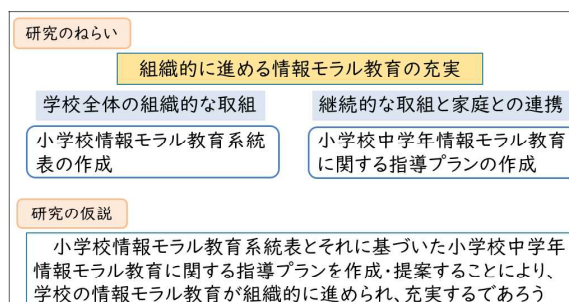 研究のねらい
組織的に進める情報モラル教育の充実
学校全体の組織的な取組
継続的な取組と家庭との連携
小学校情報モラル教育系統
表の作成
小学校中学年情報モラル教育
に関する指導プランの作成
研究の仮説
小学校情報モラル教育系統表とそれに基づいた小学校中学年
情報モラル教育に関する指導プランを作成・提案することにより、
学校の情報モラル教育が組織的に進められ、充実するであろう